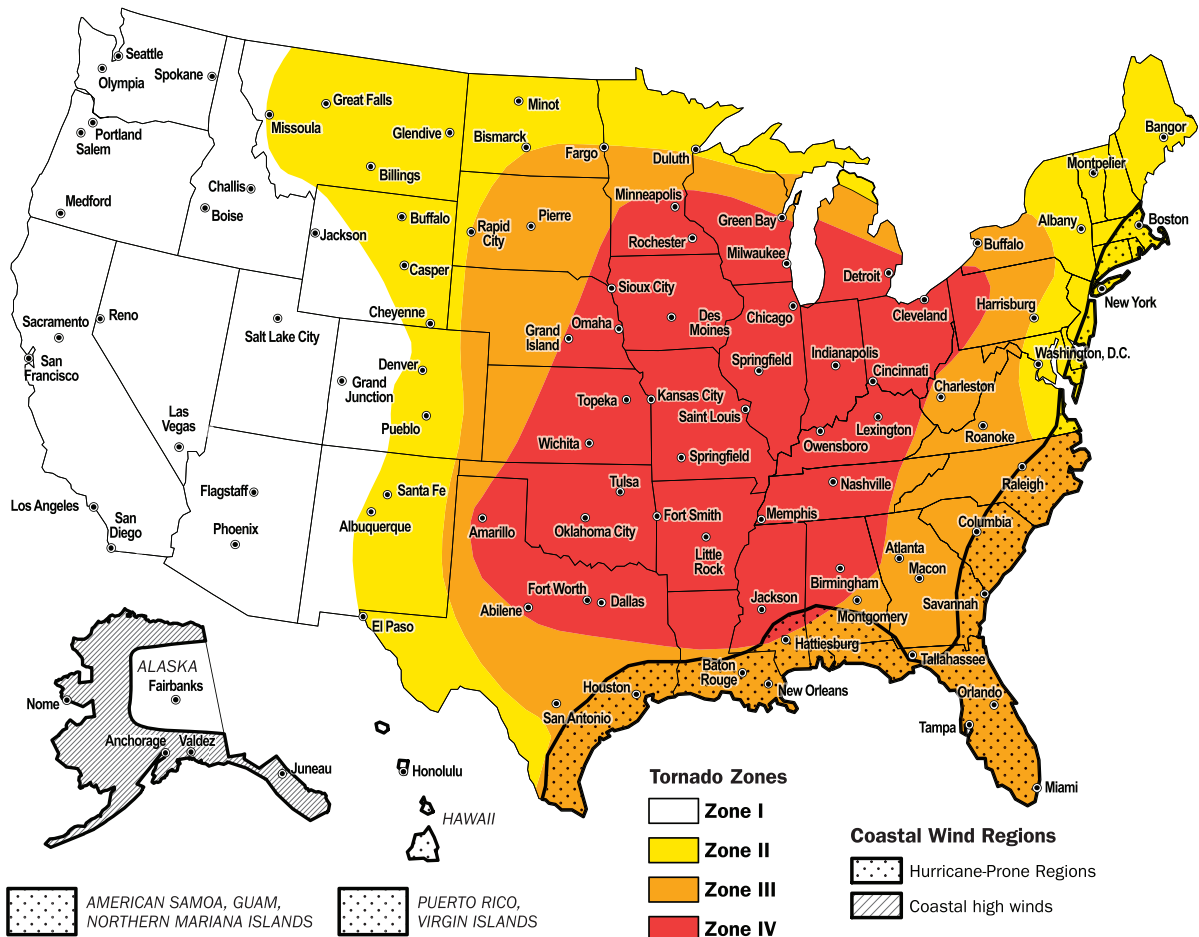 Seattle
Olympia
Spokane
Portland
Salem
Medford
Great Falls
Missoula
Glendive
Billings
Challis
Boise
Minot
Bismarck
Fargo
Duluth
Bangor
Montpelier
Buffalo
Jackson
Casper
Cheyenne
Rapid
City
Pierre
Minneapolis
Rochester
Green Bay
Milwaukee
Albany
Boston
Buffalo
Detroit
New York
Sacramento
San
Francisco
Reno
Salt Lake City
Sioux City
Omaha
Grand
Island
Des
Moines
Chicago
Cleveland
Harrisburg
Washington, D.C.
Denver
Grand
Junction
Pueblo
Springfield
Indianapolis
Cincinnati
Charleston
Las
Vegas
Topeka
Kansas City
Saint Louis
Wichita
Springfield
Owensboro
Lexington
Roanoke
Los Angeles
San
Diego
Flagstaff
Phoenix
Santa Fe
Albuquerque
Tulsa
Amarillo
Oklahoma City
Fort Smith
Little
Rock
Nashville
Memphis
Raleigh
Columbia
Atlanta
Macon
Birmingham
Savannah
El Paso
Abilene
Fort Worth
Dallas
Jackson
Montgomery
Hattiesburg
Tallahassee
Baton
Rouge
New Orleans
Houston
San Antonio
Orlando
Tampa
Miami
ALASKA
Fairbanks
Nome
Anchorage
Valdez
Juneau
Honolulu
HAWAII
AMERICAN SAMOA, GUAM,
NORTHERN MARIANA ISLANDS
PUERTO RICO,
VIRGIN ISLANDS
Tornado Zones
Zone I
Zone II
Zone III
Zone IV
Coastal Wind Regions
Hurricane-Prone Regions
Coastal high winds